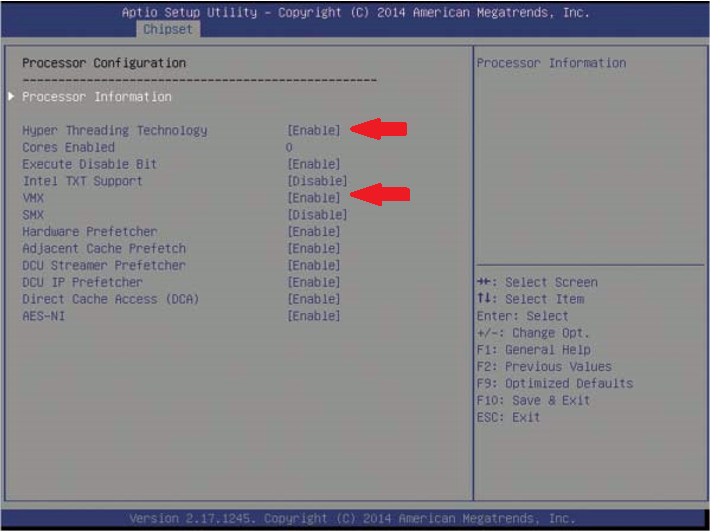 Aptio Setup Utility – Copyright (C) 2014 American Megatrends, Inc.
Chipset
Processor Configuration
--------------------------------------------------
Processor Information
Hyper Threading Technology [Enable]
Cores Enabled 0
Execute Disable Bit [Enable]
Intel TXT Support [Disable]
VMX [Enable]
SMX [Disable]
Hardware Prefetcher [Enable]
Adjacent Cache Prefetch [Enable]
DCU Streamer Prefetcher [Enable]
DCU IP Prefetcher [Enable]
Direct Cache Access (DCA) [Enable]
AES-NI [Enable]
Processor Information
→←: Select Screen
↑↓: Select Item
Enter: Select
+/-: Change Opt.
F1: General Help
F2: Previous Values
F9: Optimized Defaults
F10: Save & Exit
ESC: Exit
Version 2.17.1245. Copyright (C) 2014 American Megatrends, Inc.